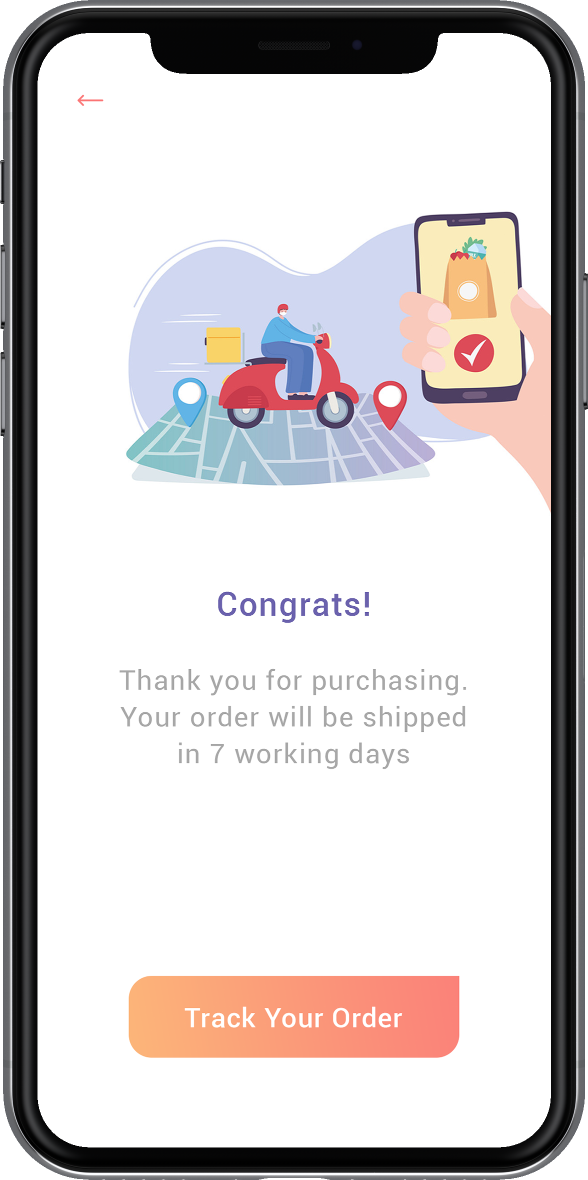 Congrats!
Thank you for purchasing.
Your order will be shipped
in 7 working days
Track Your Order